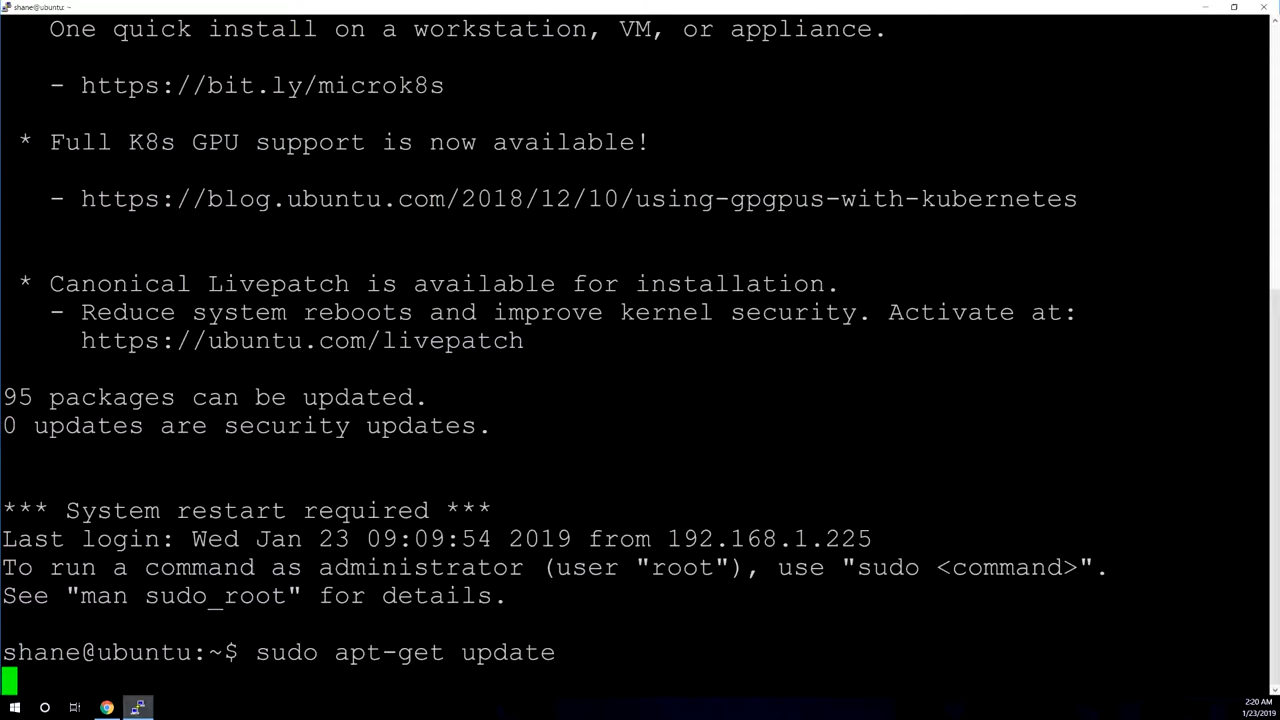 shane@ubuntu: ~
One quick install on a workstation, VM, or appliance.
- https://bit.ly/microk8s
* Full K8s GPU support is now available!
- https://blog.ubuntu.com/2018/12/10/using-gpgpus-with-kubernetes
* Canonical Livepatch is available for installation.
- Reduce system reboots and improve kernel security. Activate at:
https://ubuntu.com/livepatch
95 packages can be updated.
0 updates are security updates.
*** System restart required ***
Last login: Wed Jan 23 09:09:54 2019 from 192.168.1.225
To run a command as administrator (user "root"), use "sudo <command>".
See "man sudo_root" for details.
shane@ubuntu:~$ sudo apt-get update
2:20 AM
1/23/2019